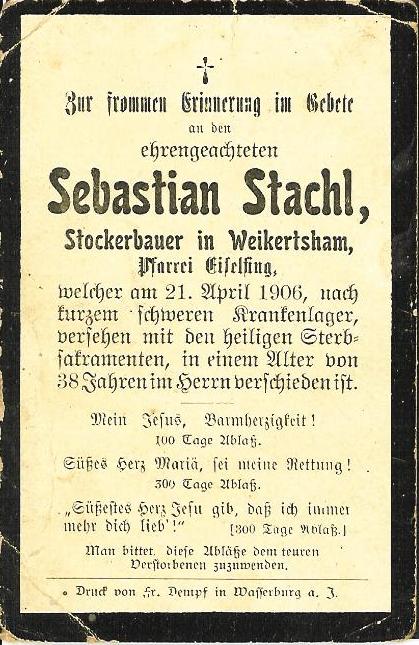 Zur frommen Erinnerung im Gebete
an den
ehrengeachteten
Sebastian Stachl,
Stockerbauer in Weikertsham,
Pfarrei Eiselfing,
welcher am 21. April 1906, nach
kurzem schweren Krankenlager,
versehen mit den heiligen Sterb-
sakramenten, in einem Alter von
38 Jahren im Herrn verschieden ist.
Mein Jesus, Barmherzigkeit!
100 Tage Ablaß.
Süßes Herz Mariä, sei meine Rettung!
300 Tage Ablaß.
„Süßestes Herz Jesu gib, daß ich immer
mehr dich lieb'!" [300 Tage Ablaß.]
Man bittet, diese Abläße dem teuren
Verstorbenen zuzuwenden.
Druck von Fr. Dempf in Wasserburg a. J.